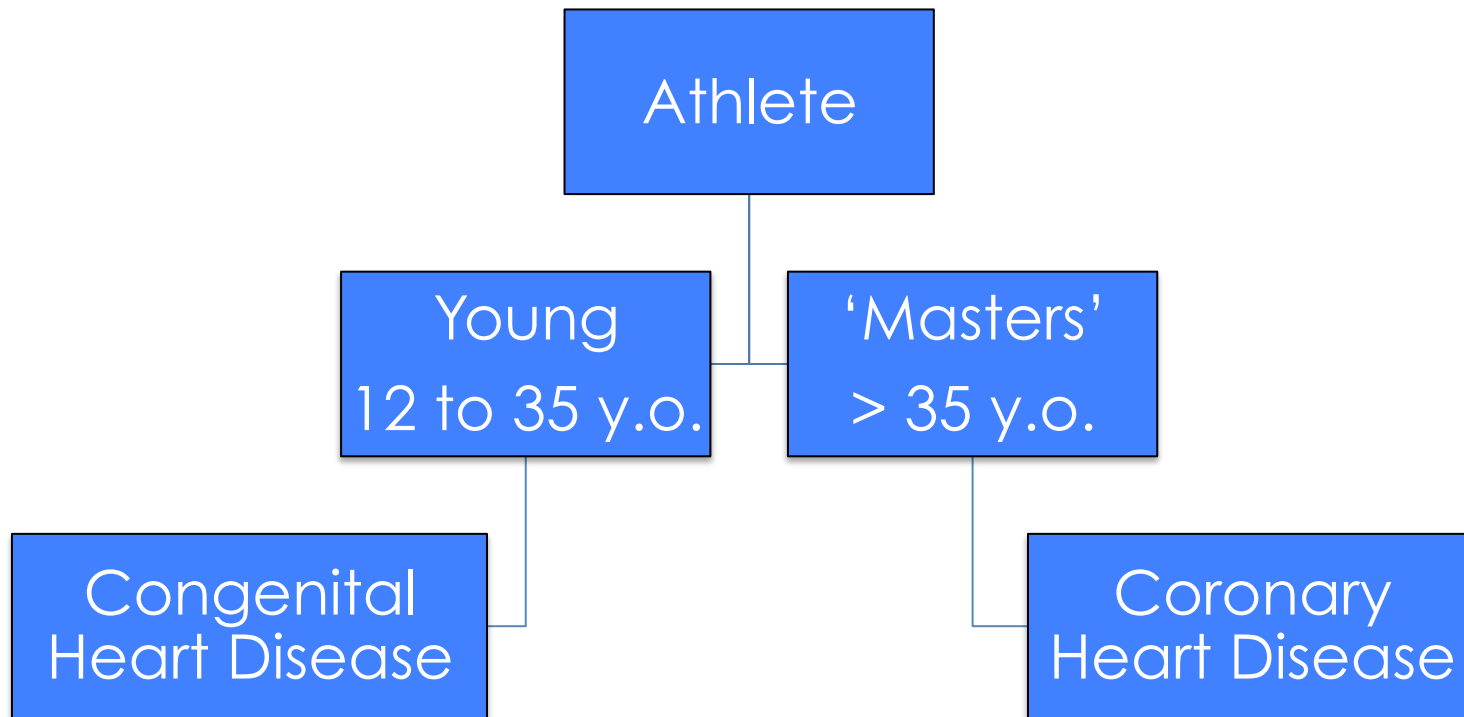 Athlete
Young
12 to 35 y.o.
‘Masters’
> 35 y.o.
Congenital
Heart Disease
Coronary
Heart Disease